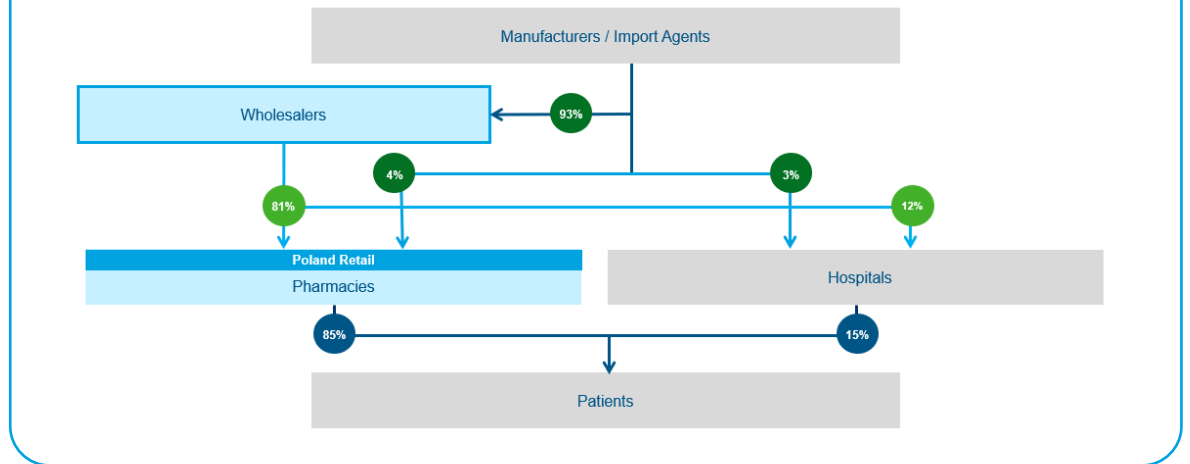 Manufacturers / Import Agents
Wholesalers
93%
4%
3%
81%
12%
Poland Retail
Pharmacies
Hospitals
85%
15%
Patients